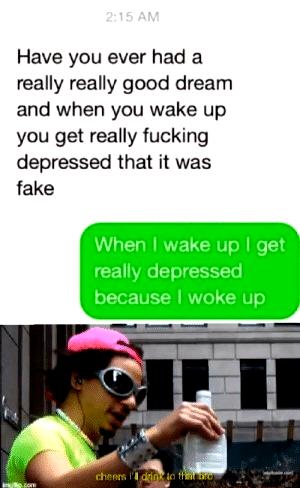 2:15 AM
Have you ever had a
really really good dream
and when you wake up
you get really fucking
depressed that it was
fake
When I wake up I get
really depressed
because I woke up
cheers i'll drink to that bro
imgflip.com